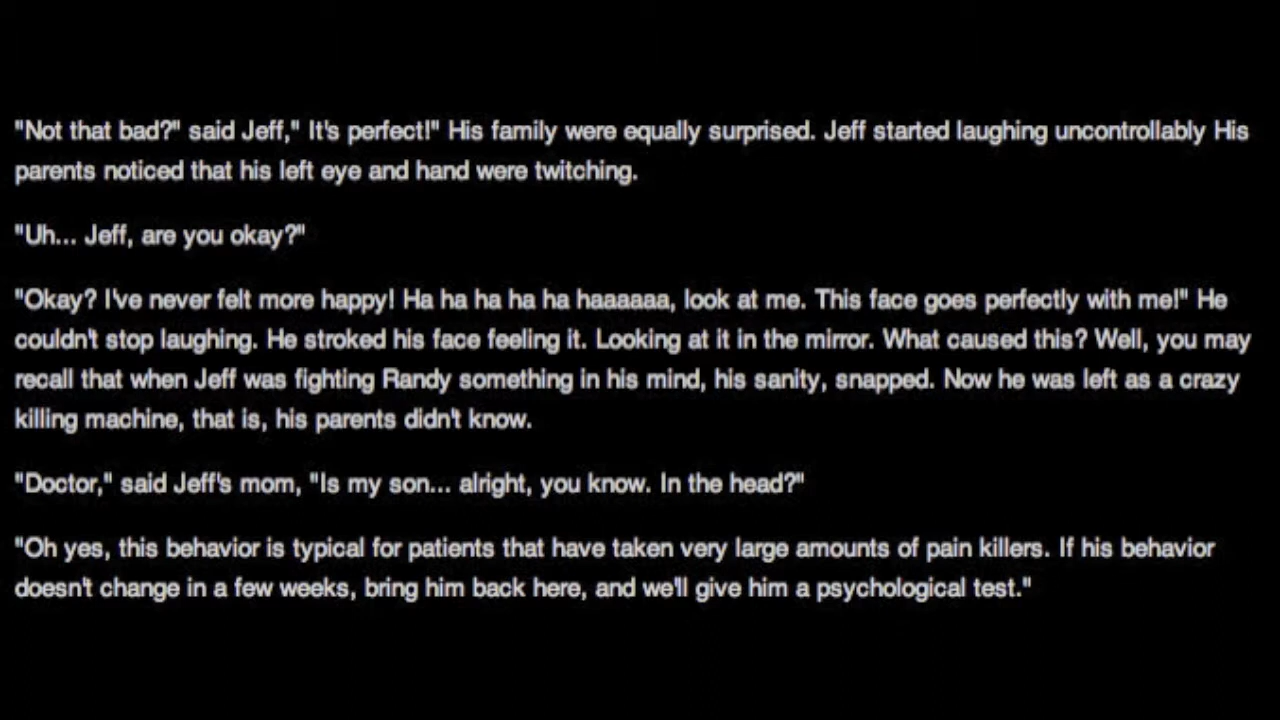 "Not that bad?" said Jeff," It's perfect!" His family were equally surprised. Jeff started laughing uncontrollably His
parents noticed that his left eye and hand were twitching.
"Uh... Jeff, are you okay?"
"Okay? I've never felt more happy! Ha ha ha ha ha haaaaaa, look at me. This face goes perfectly with me!" He
couldn't stop laughing. He stroked his face feeling it. Looking at it in the mirror. What caused this? Well, you may
recall that when Jeff was fighting Randy something in his mind, his sanity, snapped. Now he was left as a crazy
killing machine, that is, his parents didn't know.
"Doctor," said Jeff's mom, "Is my son... alright, you know. In the head?"
"Oh yes, this behavior is typical for patients that have taken very large amounts of pain killers. If his behavior
doesn't change in a few weeks, bring him back here, and we'll give him a psychological test."